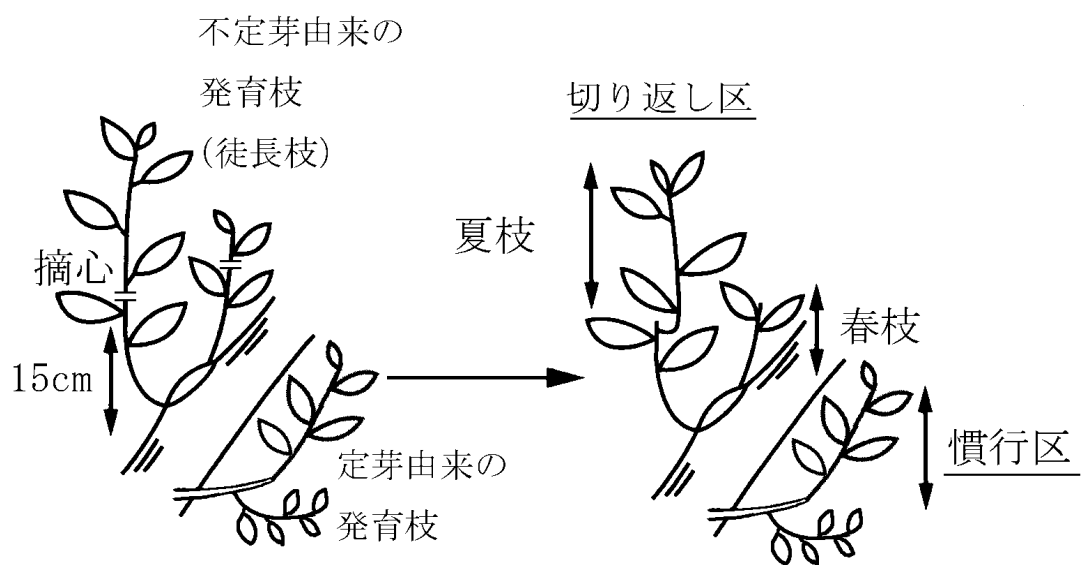 不定芽由来の
発育枝
(徒長枝)
摘心
15cm
定芽由来の
発育枝
切り返し区
夏枝
春枝
慣行区